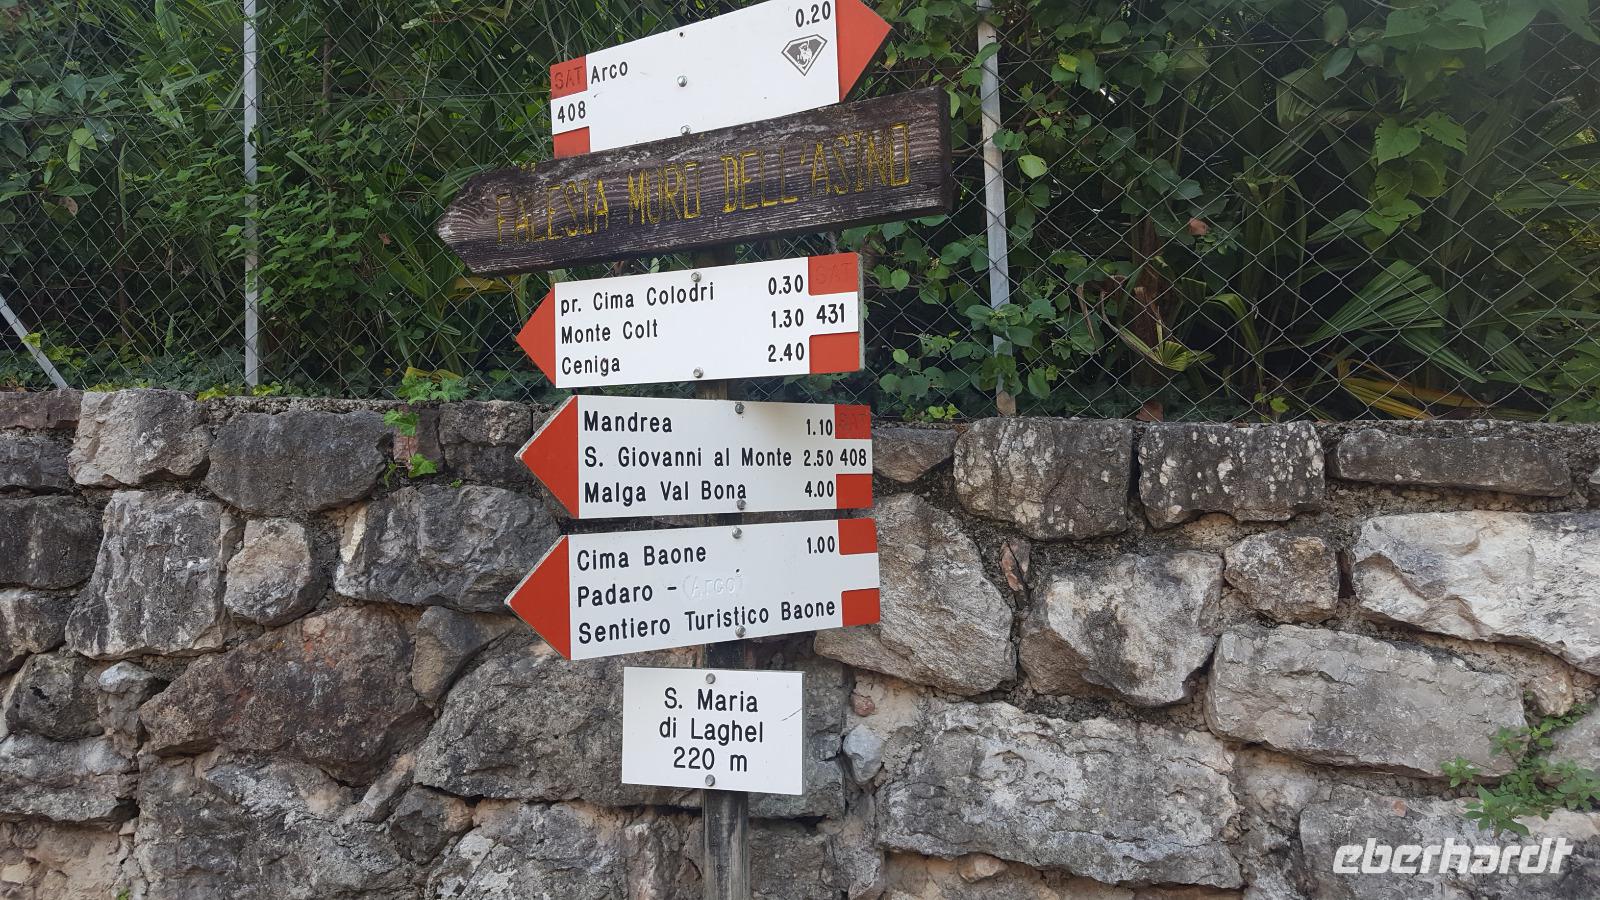 0.20
SAT Arco
408
FALESIA MURO DELL'ASINO
pr. Cima Colodri 0.30 SAT
Monte Colt 1.30 431
Ceniga 2.40
Mandrea 1.10 SAT
S. Giovanni al Monte 2.50 408
Malga Val Bona 4.00
Cima Baone 1.00
Padaro - (Arco)
Sentiero Turistico Baone
S. Maria
di Laghel
220 m
eberhardt